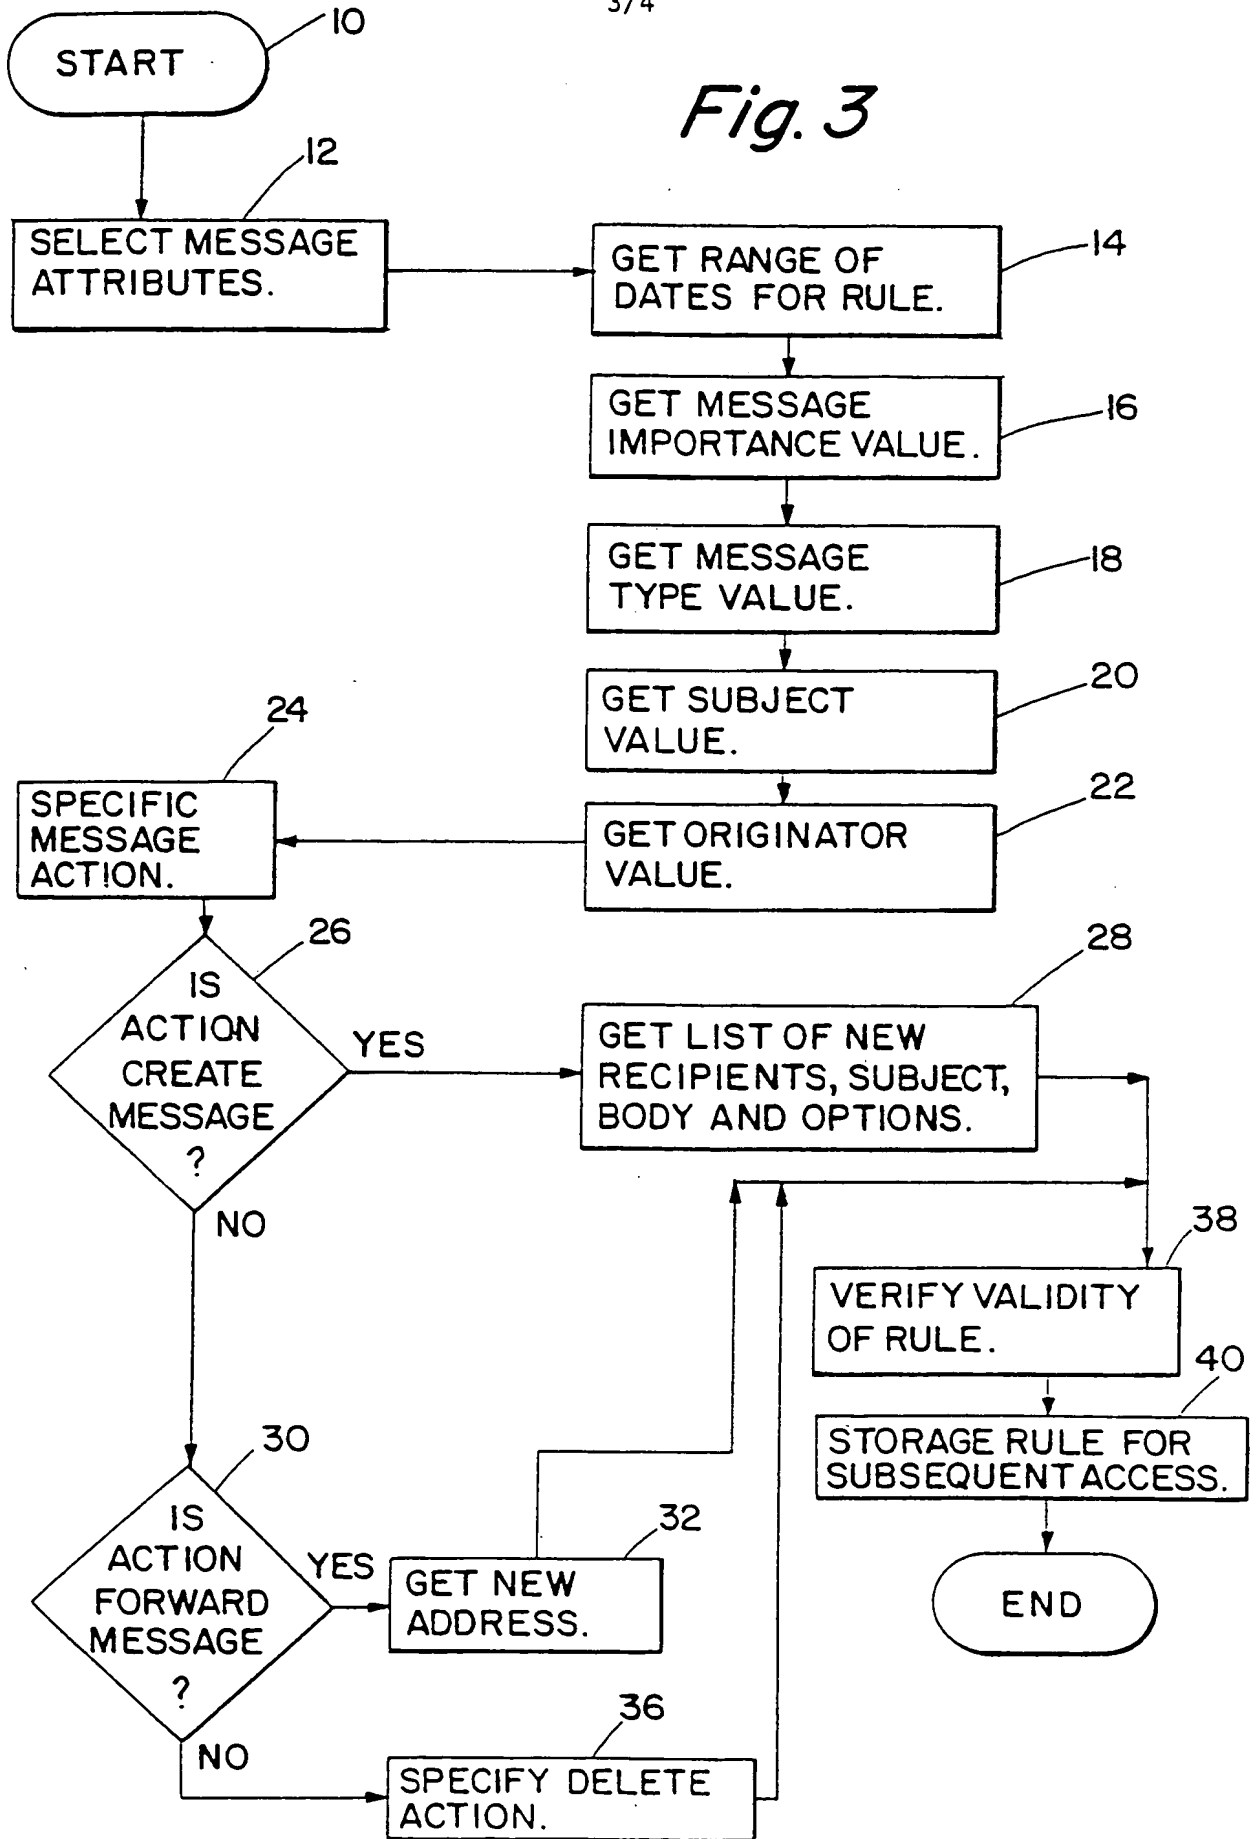 3/4
Fig. 3
10
START
12
SELECT MESSAGE
ATTRIBUTES.
14
GET RANGE OF
DATES FOR RULE.
16
GET MESSAGE
IMPORTANCE VALUE.
18
GET MESSAGE
TYPE VALUE.
20
GET SUBJECT
VALUE.
22
GET ORIGINATOR
VALUE.
24
SPECIFIC
MESSAGE
ACTION.
26
IS
ACTION
CREATE
MESSAGE
?
YES
NO
28
GET LIST OF NEW
RECIPIENTS, SUBJECT,
BODY AND OPTIONS.
30
IS
ACTION
FORWARD
MESSAGE
?
YES
NO
32
GET NEW
ADDRESS.
36
SPECIFY DELETE
ACTION.
38
VERIFY VALIDITY
OF RULE.
40
STORAGE RULE FOR
SUBSEQUENT ACCESS.
END